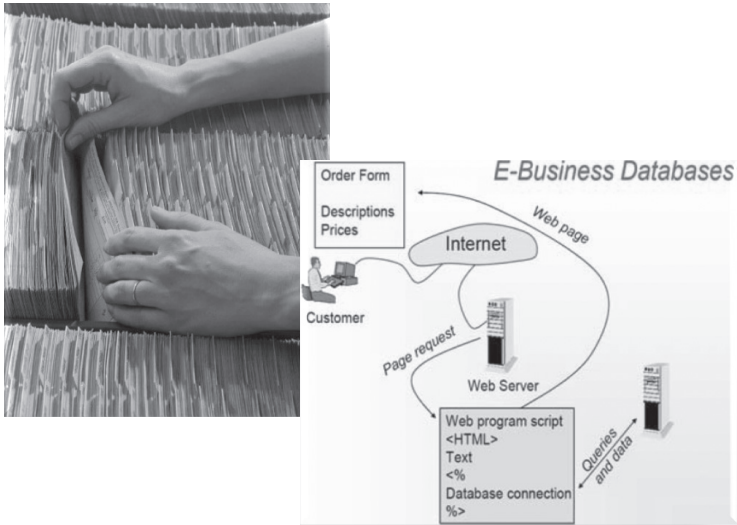 E-Business Databases
Order Form
Descriptions
Prices
Web page
Internet
Customer
Page request
Web Server
Web program script
<HTML>
Text
<%
Database connection
%>
Queries
and data